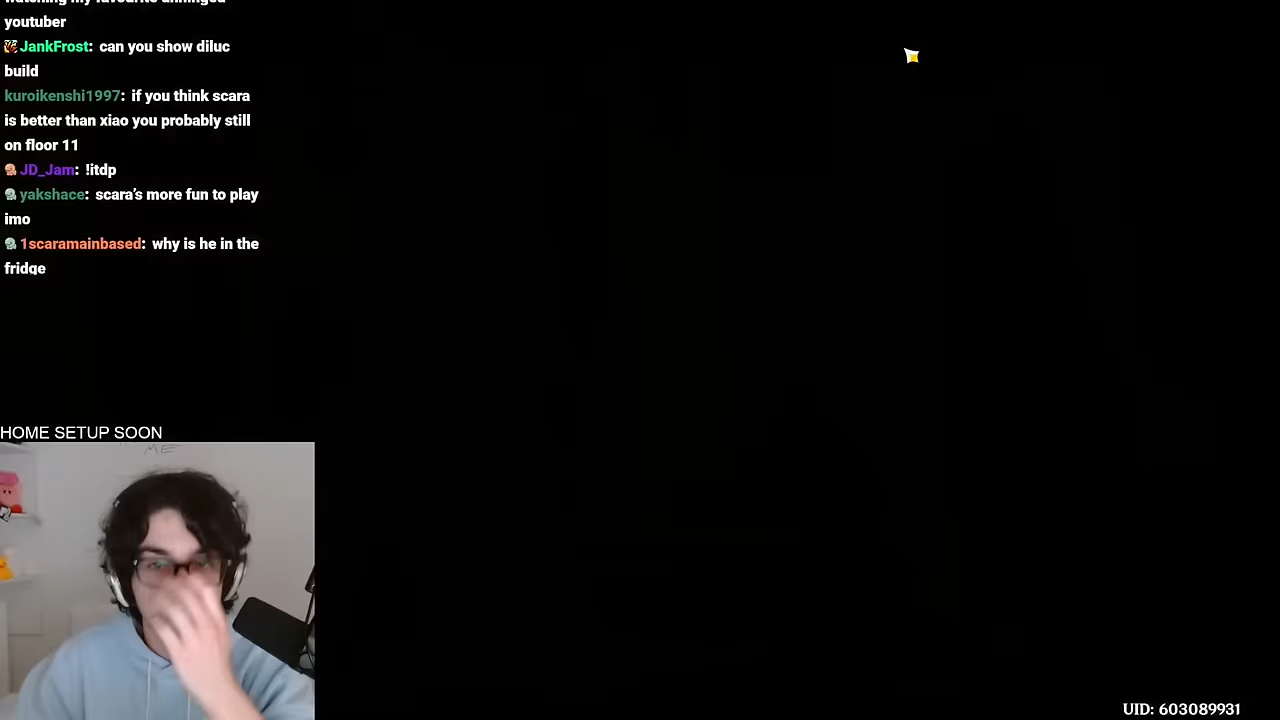 youtuber
JankFrost: can you show diluc
build
kuroikenshi1997: if you think scara
is better than xiao you probably still
on floor 11
JD_Jam: !itdp
yakshace: scara's more fun to play
imo
1scaramainbased: why is he in the
fridge
HOME SETUP SOON
ME
UID: 603089931